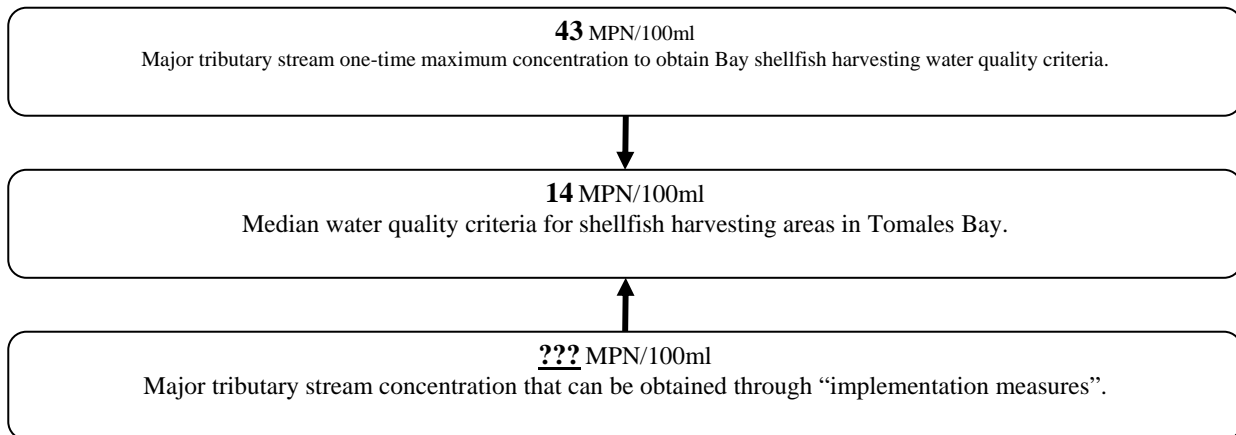 43 MPN/100ml
Major tributary stream one-time maximum concentration to obtain Bay shellfish harvesting water quality criteria.
14 MPN/100ml
Median water quality criteria for shellfish harvesting areas in Tomales Bay.
??? MPN/100ml
Major tributary stream concentration that can be obtained through “implementation measures”.